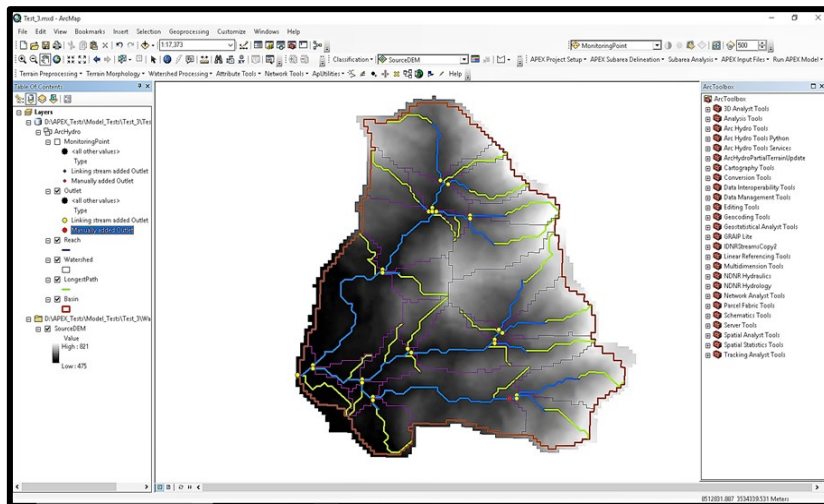 Test_3.mxd - ArcMap
File Edit View Bookmarks Insert Selection Geoprocessing Customize Windows Help
1:17,373
MonitoringPoint
500
Classification SourceDEM
APEX Project Setup APEX Subarea Delineation Subarea Analysis APEX Input Files Run APEX Model
Terrain Preprocessing Terrain Morphology Watershed Processing Attribute Tools Network Tools ApUtilities Help
Table Of Contents
Layers
D:\APEX_Tests\Model_Tests\Test_3\Tes
ArcHydro
MonitoringPoint
<all other values>
Type
Linking stream added Outlet
Manually added Outlet
Outlet
<all other values>
Type
Linking stream added Outlet
Manually added Outlet
Reach
Watershed
LongestPath
Basin
D:\APEX_Tests\Model_Tests\Test_3\Wa
SourceDEM
Value
High : 821
Low : 475
ArcToolbox
ArcToolbox
3D Analyst Tools
Analysis Tools
Arc Hydro Tools
Arc Hydro Tools Python
Arc Hydro Tools Services
ArcHydroPartialTerrainUpdate
Cartography Tools
Conversion Tools
Data Interoperability Tools
Data Management Tools
Editing Tools
Geocoding Tools
Geostatistical Analyst Tools
GRAIP Lite
IDNRStreamsCopy2
Linear Referencing Tools
Multidimension Tools
NDNR Hydraulics
NDNR Hydrology
Network Analyst Tools
Parcel Fabric Tools
Schematics Tools
Server Tools
Spatial Analyst Tools
Spatial Statistics Tools
Tracking Analyst Tools